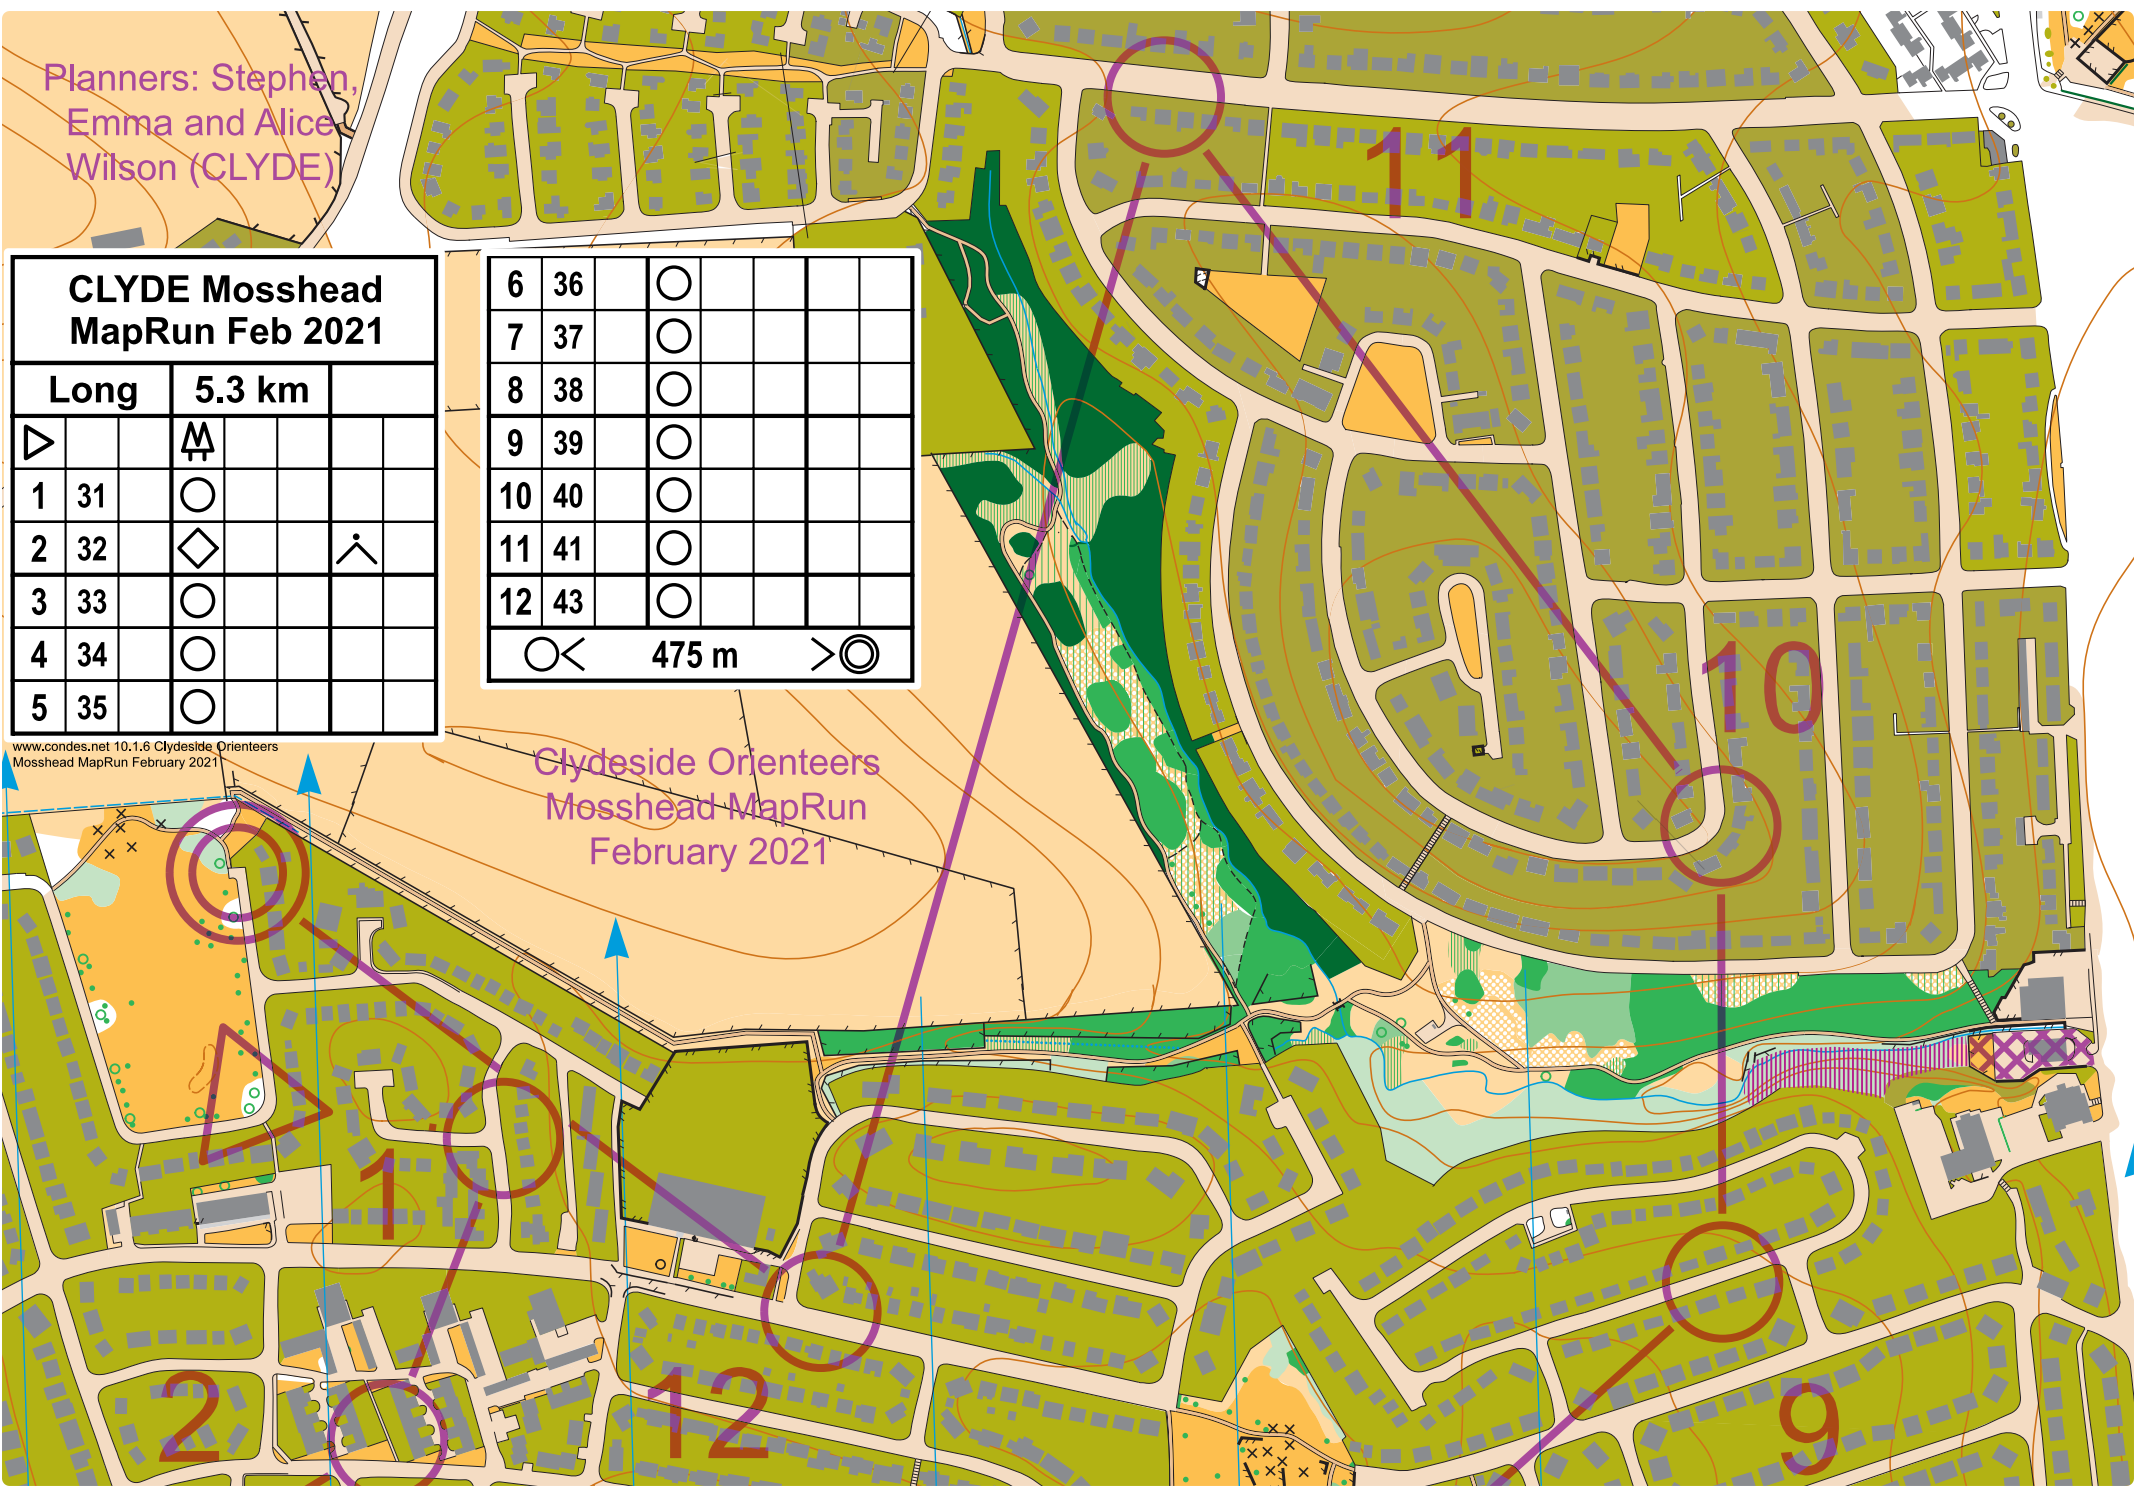 Planners: Stephen,
Emma and Alice
Wilson (CLYDE)
CLYDE Mosshead
MapRun Feb 2021
Long 5.3 km
1 31
2 32
3 33
4 34
5 35
6 36
7 37
8 38
9 39
10 40
11 41
12 43
475 m
www.condes.net 10.1.6 Clydeside Orienteers
Mosshead MapRun February 2021
Clydeside Orienteers
Mosshead MapRun
February 2021
11
10
1
2
12
9